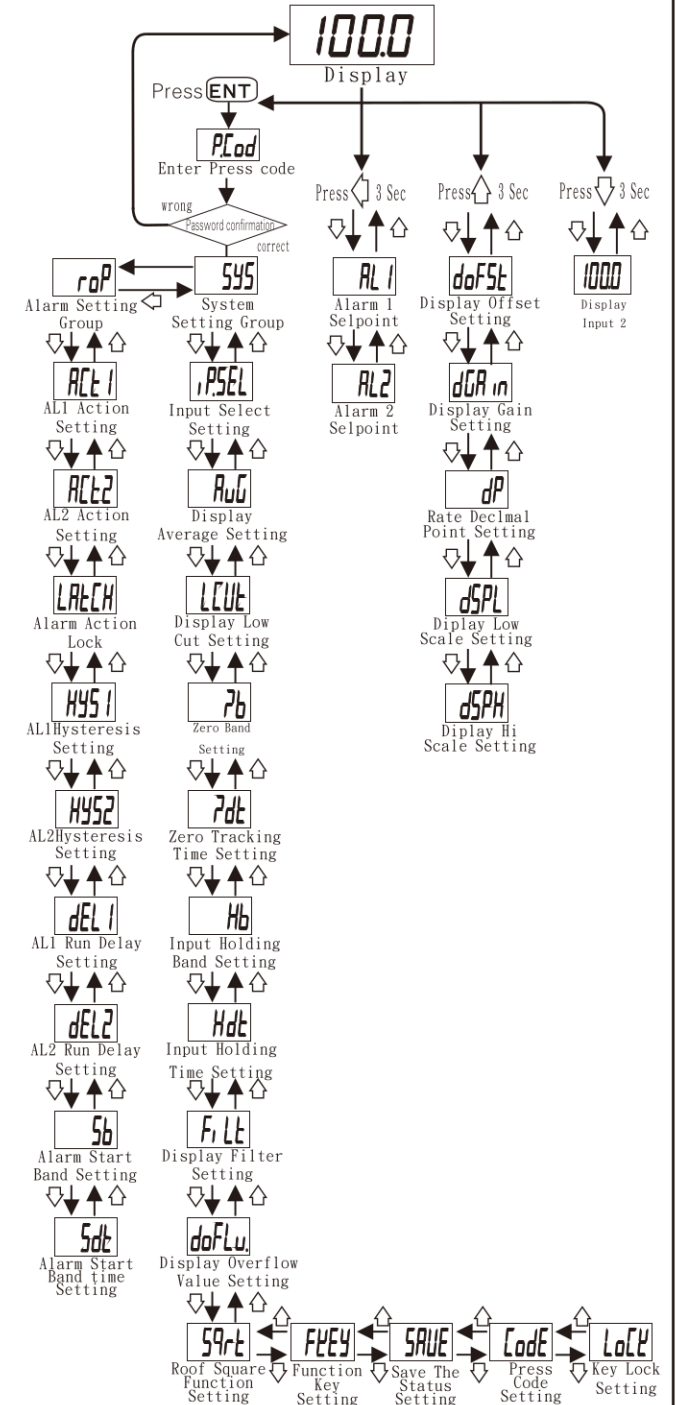 100.0
Display
Press ENT
P.Cod
Enter Press code
wrong
Password confirmation
correct
roP
Alarm Setting
Group
ACt1
AL1 Action
Setting
ACt2
AL2 Action
Setting
LAtCH
Alarm Action
Lock
HYS1
AL1Hysteresis
Setting
HYS2
AL2Hysteresis
Setting
dEL1
AL1 Run Delay
Setting
dEL2
AL2 Run Delay
Setting
Sb
Alarm Start
Band Setting
Sdt
Alarm Start
Band time
Setting
SYS
System
Setting Group
iP.SEL
Input Select
Setting
AvG
Display
Average Setting
LCUt
Display Low
Cut Setting
Zb
Zero Band
Setting
Zdt
Zero Tracking
Time Setting
Hb
Input Holding
Band Setting
Hdt
Input Holding
Time Setting
FiLt
Display Filter
Setting
doFLv.
Display Overflow
Value Setting
Sqrt
Roof Square
Function
Setting
FKEY
Function
Key
Setting
SAVE
Save The
Status
Setting
CodE
Press
Code
Setting
LoCK
Key Lock
Setting
Press 3 Sec
AL1
Alarm 1
Selpoint
AL2
Alarm 2
Selpoint
Press 3 Sec
doFSt
Display Offset
Setting
dGAin
Display Gain
Setting
dP
Rate Declmal
Point Setting
dSPL
Diplay Low
Scale Setting
dSPH
Diplay Hi
Scale Setting
Press 3 Sec
100.0
Display
Input 2